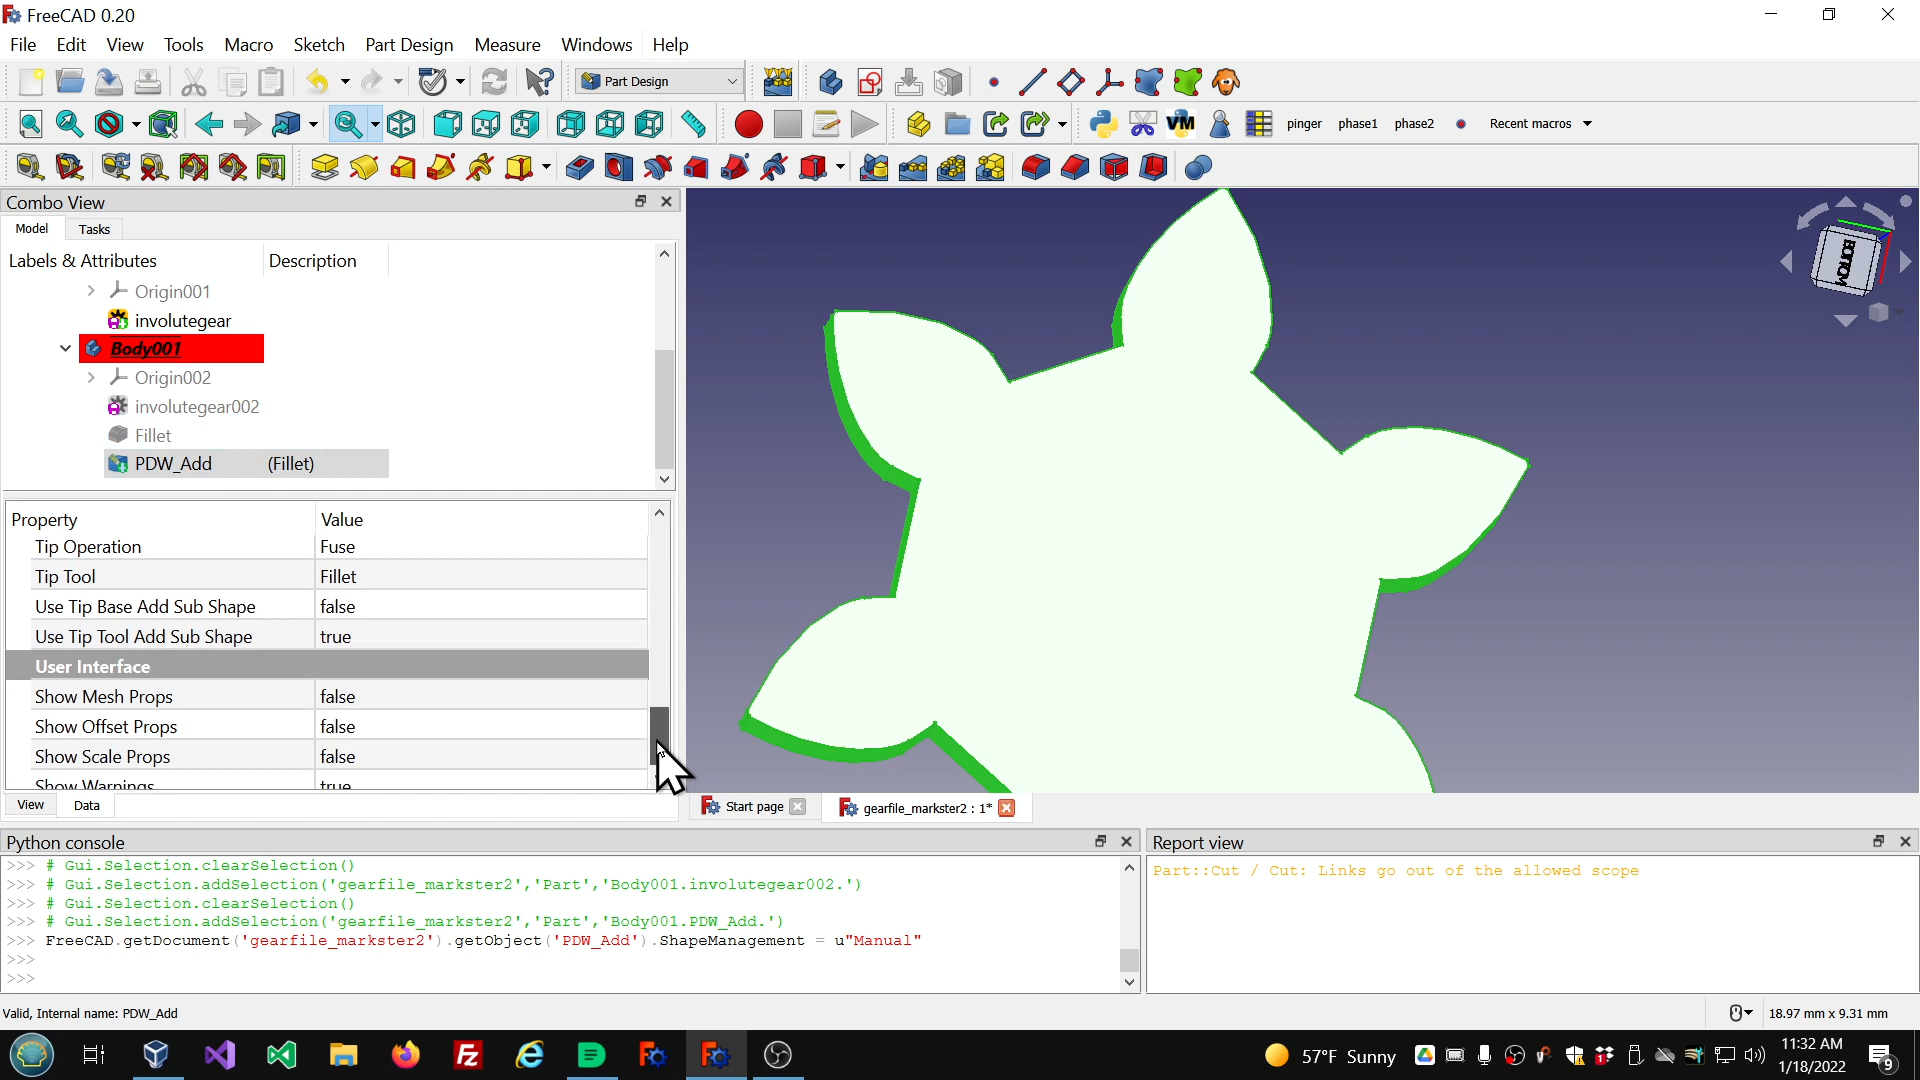 FreeCAD 0.20
File Edit View Tools Macro Sketch Part Design Measure Windows Help
Part Design
VM pinger phase1 phase2 Recent macros
Combo View
Model Tasks
Labels & Attributes Description
Origin001
involutegear
Body001
Origin002
involutegear002
Fillet
PDW_Add (Fillet)
Property Value
Tip Operation Fuse
Tip Tool Fillet
Use Tip Base Add Sub Shape false
Use Tip Tool Add Sub Shape true
User Interface
Show Mesh Props false
Show Offset Props false
Show Scale Props false
Show Warnings true
View Data
BOTTOM
Start page gearfile_markster2 : 1*
Python console
>>> # Gui.Selection.clearSelection()
>>> # Gui.Selection.addSelection('gearfile_markster2','Part','Body001.involutegear002.')
>>> # Gui.Selection.clearSelection()
>>> # Gui.Selection.addSelection('gearfile_markster2','Part','Body001.PDW_Add.')
>>> FreeCAD.getDocument('gearfile_markster2').getObject('PDW_Add').ShapeManagement = u"Manual"
>>>
>>>
Report view
Part::Cut / Cut: Links go out of the allowed scope
Valid, Internal name: PDW_Add
18.97 mm x 9.31 mm
57°F Sunny
11:32 AM
1/18/2022
9